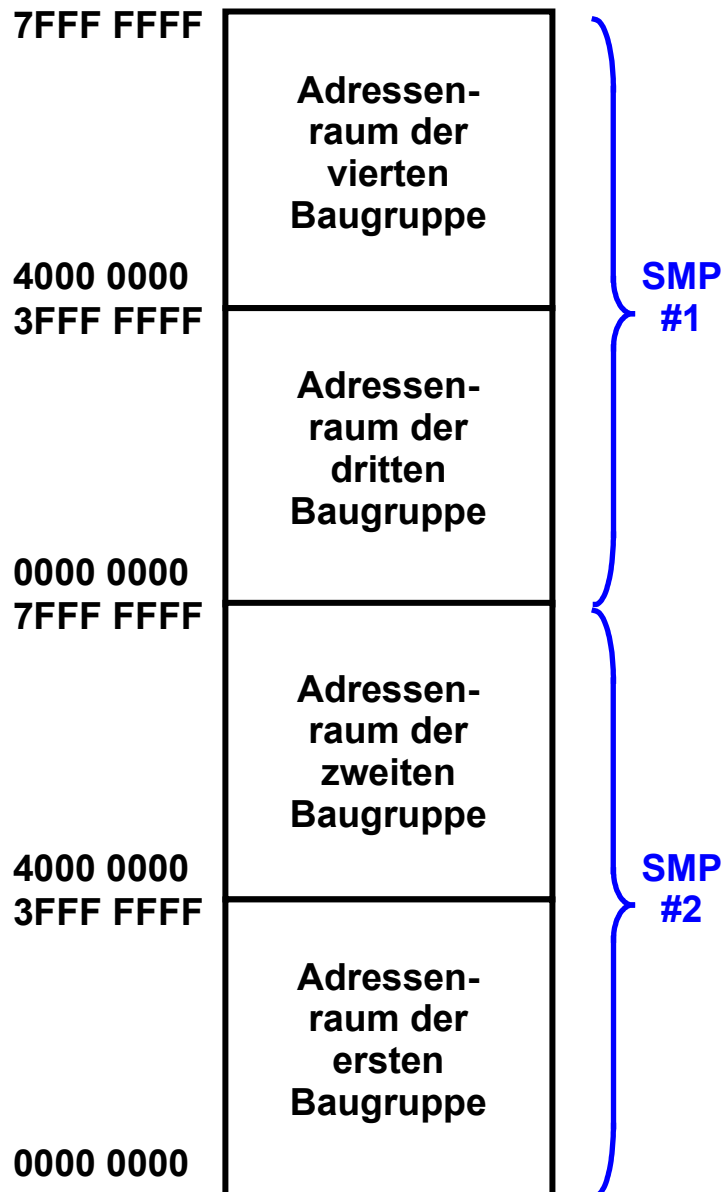 7FFF FFFF
Adressen-
raum der
vierten
Baugruppe
4000 0000
3FFF FFFF
SMP
#1
Adressen-
raum der
dritten
Baugruppe
0000 0000
7FFF FFFF
Adressen-
raum der
zweiten
Baugruppe
4000 0000
3FFF FFFF
SMP
#2
Adressen-
raum der
ersten
Baugruppe
0000 0000